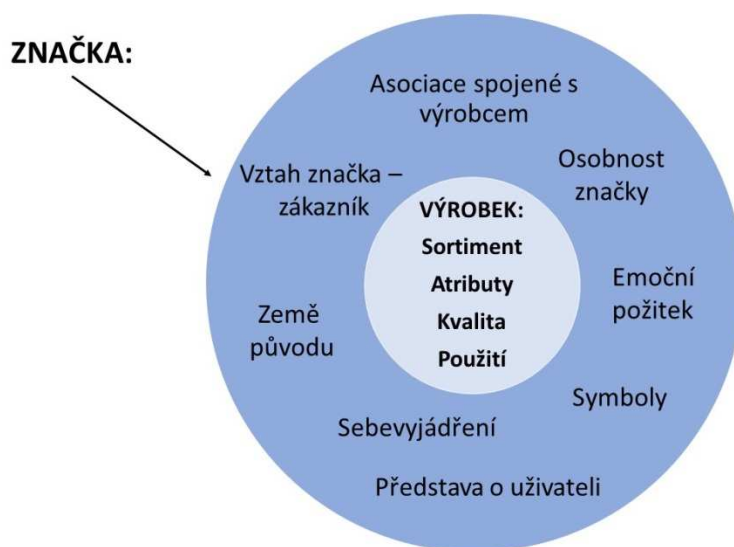 ZNAČKA:
Asociace spojené s
výrobcem
Osobnost
značky
Vztah značka –
zákazník
VÝROBEK:
Sortiment
Atributy
Kvalita
Použití
Emoční
požitek
Země
původu
Symboly
Sebevyjádření
Představa o uživateli